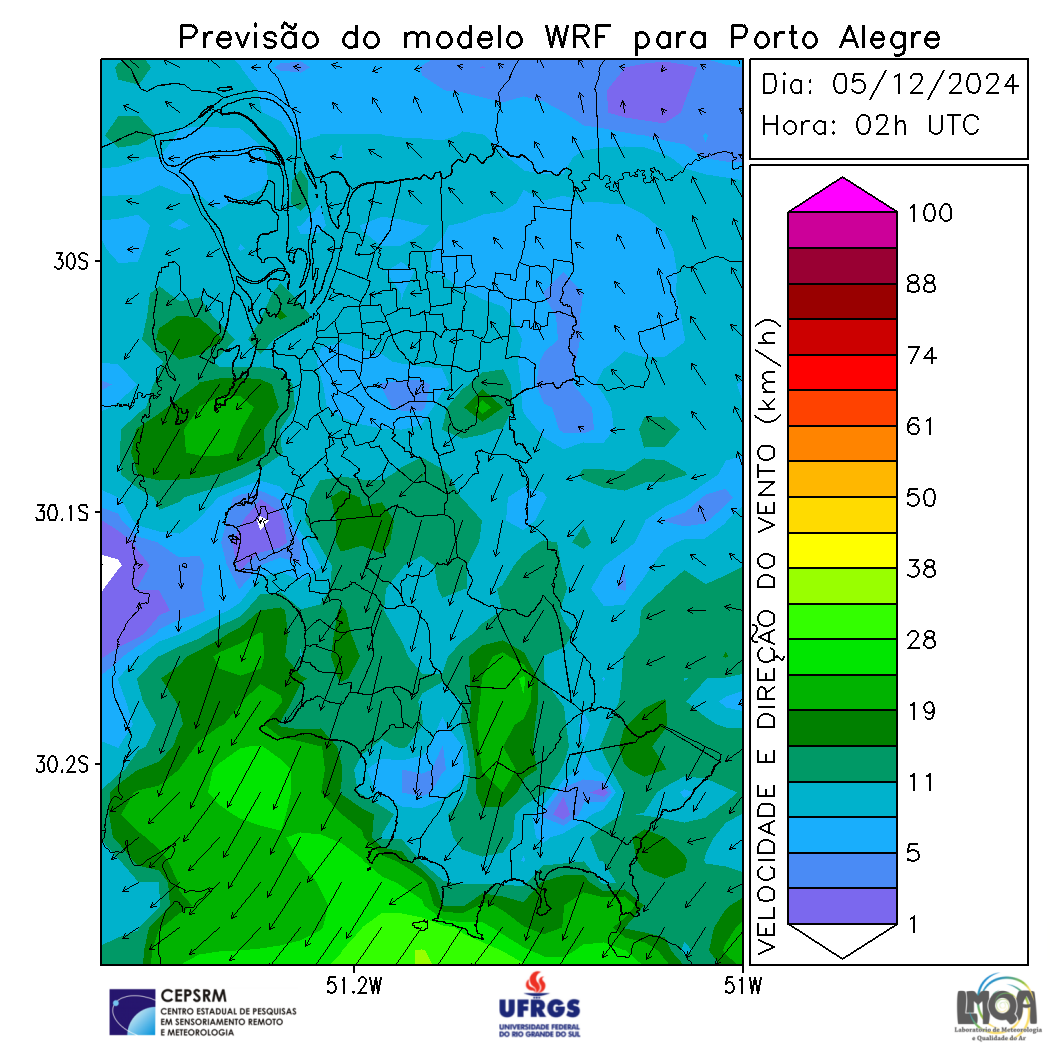 Previsão do modelo WRF para Porto Alegre
Dia: 05/12/2024
Hora: 02h UTC
30S
30.1S
30.2S
51.2W
51W
VELOCIDADE E DIREÇÃO DO VENTO (km/h)
100
88
74
61
50
38
28
19
11
5
1
CEPSRM
CENTRO ESTADUAL DE PESQUISAS
EM SENSORIAMENTO REMOTO
E METEOROLOGIA
UFRGS
UNIVERSIDADE FEDERAL
DO RIO GRANDE DO SUL
LMQA
Laboratório de Meteorologia
e Qualidade do Ar